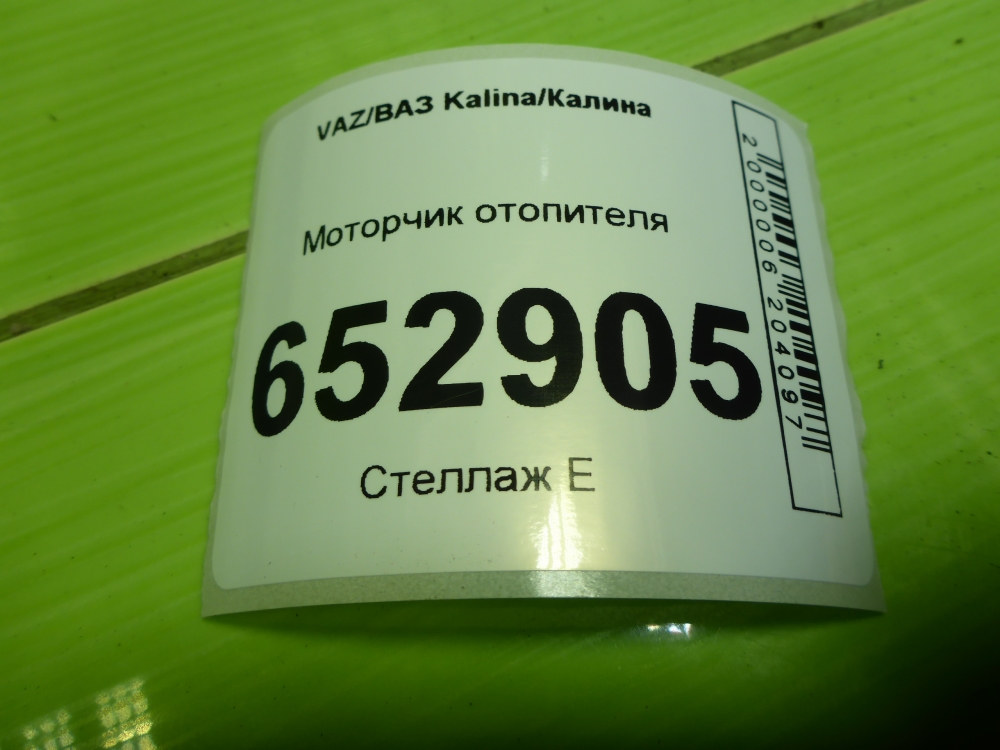 VAZ/ВАЗ Kalina/Калина
Моторчик отопителя
652905
Стеллаж Е
2000006204097